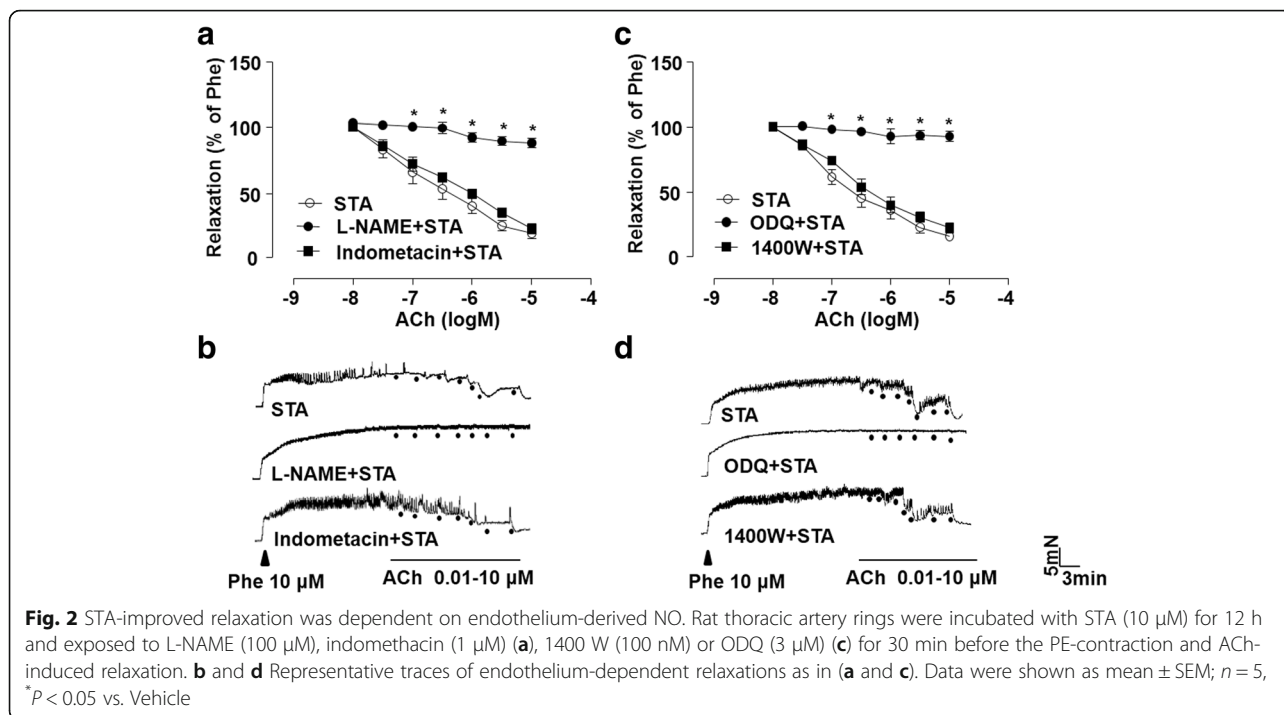 a
Relaxation (% of Phe)
150
100
50
0
* * * * *
STA
L-NAME+STA
Indometacin+STA
-9 -8 -7 -6 -5 -4
ACh (logM)
c
Relaxation (% of Phe)
150
100
50
0
* * * * *
STA
ODQ+STA
1400W+STA
-9 -8 -7 -6 -5 -4
ACh (logM)
b
STA
L-NAME+STA
Indometacin+STA
Phe 10 µM
ACh 0.01-10 µM
d
STA
ODQ+STA
1400W+STA
Phe 10 µM
ACh 0.01-10 µM
5mN
3min
Fig. 2 STA-improved relaxation was dependent on endothelium-derived NO. Rat thoracic artery rings were incubated with STA (10 µM) for 12 h
and exposed to L-NAME (100 µM), indomethacin (1 µM) (a), 1400 W (100 nM) or ODQ (3 µM) (c) for 30 min before the PE-contraction and ACh-
induced relaxation. b and d Representative traces of endothelium-dependent relaxations as in (a and c). Data were shown as mean ± SEM; n = 5,
*P < 0.05 vs. Vehicle